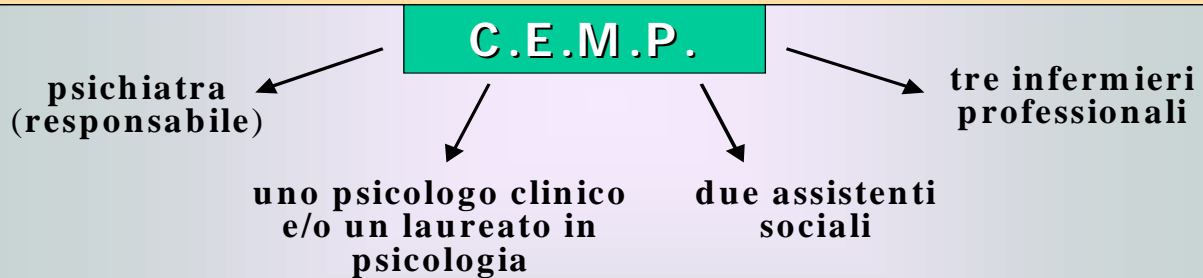 C.E.M.P.
psichiatra
(responsabile)
tre infermieri
professionali
uno psicologo clinico
e/o un laureato in
psicologia
due assistenti
sociali